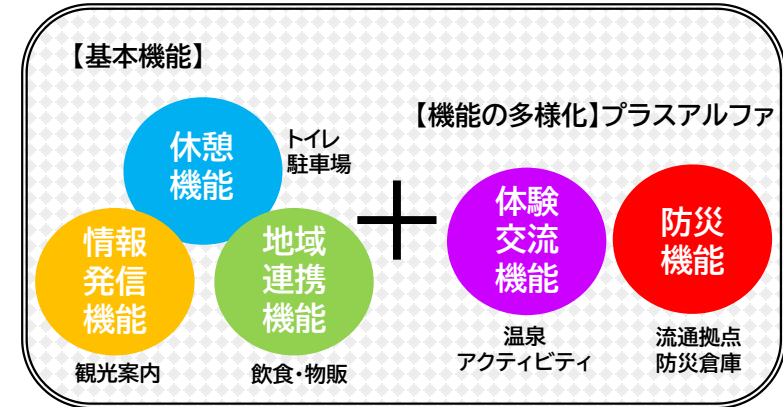 【基本機能】
休憩
機能
トイレ
駐車場
情報
発信
機能
観光案内
地域
連携
機能
飲食・物販
＋
【機能の多様化】プラスアルファ
体験
交流
機能
温泉
アクティビティ
防災
機能
流通拠点
防災倉庫